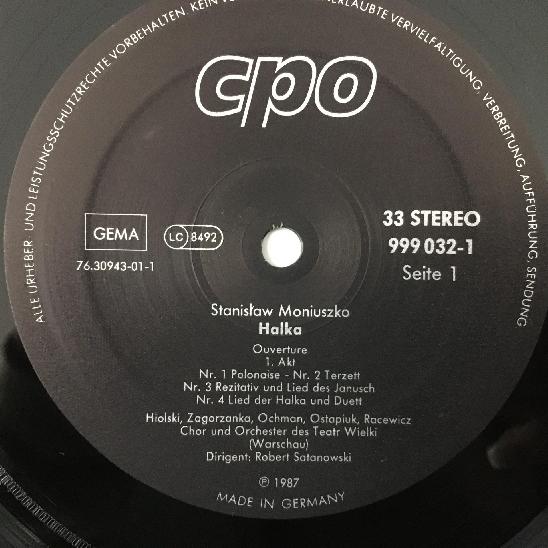 ALLE URHEBER- UND LEISTUNGSSCHUTZRECHTE VORBEHALTEN. KEIN
ERLAUBTE VERVIELFÄLTIGUNG, VERBREITUNG, AUFFÜHRUNG, SENDUNG
cpo
GEMA
LC 8492
76.30943-01-1
33 STEREO
999 032-1
Seite 1
Stanisław Moniuszko
Halka
Ouverture
1. Akt
Nr. 1 Polonaise - Nr. 2 Terzett
Nr. 3 Rezitativ und Lied des Janusch
Nr. 4 Lied der Halka und Duett
Hiolski, Zagorzanka, Ochman, Ostapiuk, Racewicz
Chor und Orchester des Teatr Wielki
(Warschau)
Dirigent: Robert Satanowski
℗ 1987
MADE IN GERMANY